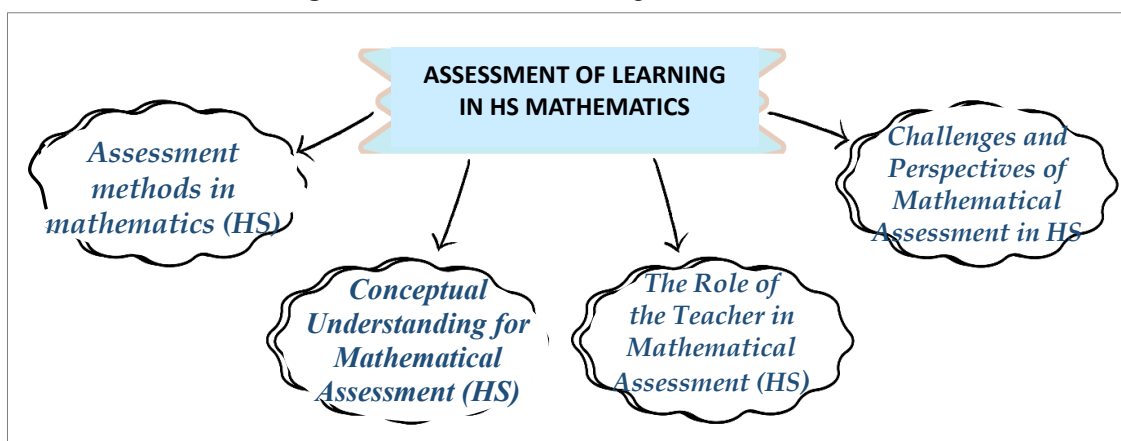 ASSESSMENT OF LEARNING
IN HS MATHEMATICS
Assessment
methods in
mathematics (HS)
Conceptual
Understanding for
Mathematical
Assessment (HS)
The Role of
the Teacher in
Mathematical
Assessment (HS)
Challenges and
Perspectives of
Mathematical
Assessment in HS